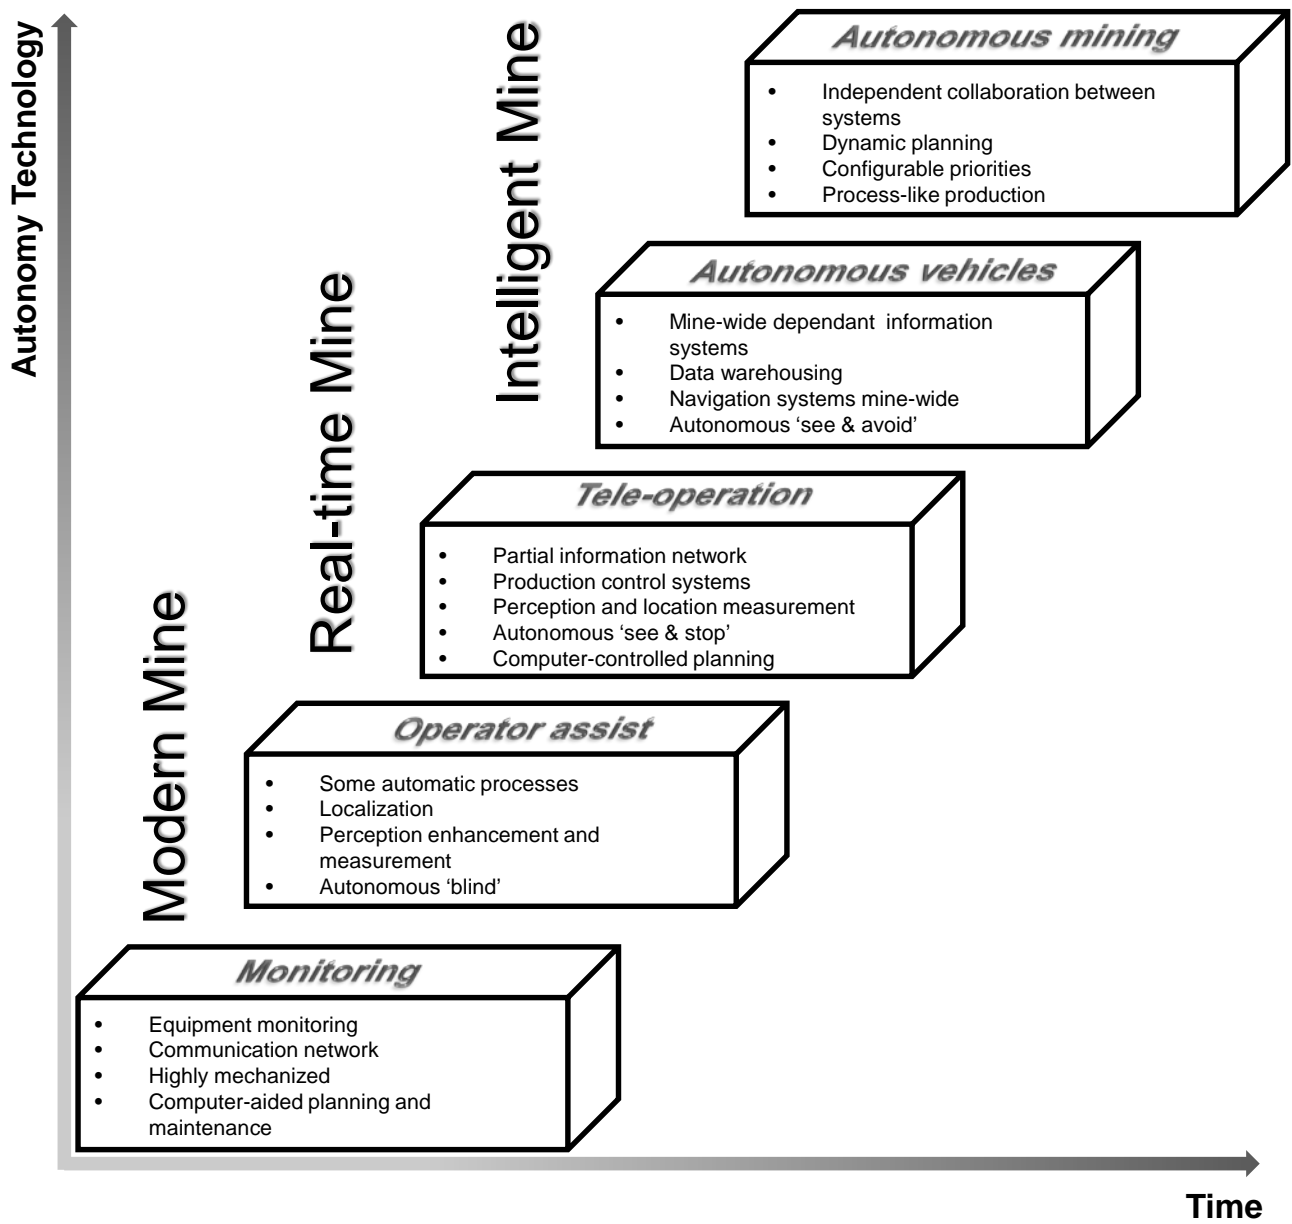 Autonomy Technology
Intelligent Mine
Autonomous mining
• Independent collaboration between
systems
• Dynamic planning
• Configurable priorities
• Process-like production
Autonomous vehicles
• Mine-wide dependant information
systems
• Data warehousing
• Navigation systems mine-wide
• Autonomous ‘see & avoid’
Real-time Mine
Tele-operation
• Partial information network
• Production control systems
• Perception and location measurement
• Autonomous ‘see & stop’
• Computer-controlled planning
Modern Mine
Operator assist
• Some automatic processes
• Localization
• Perception enhancement and
measurement
• Autonomous ‘blind’
Monitoring
• Equipment monitoring
• Communication network
• Highly mechanized
• Computer-aided planning and
maintenance
Time